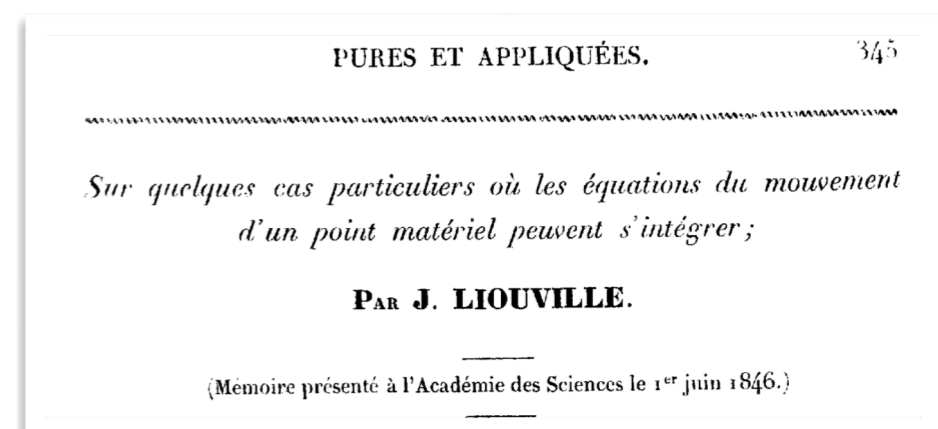 PURES ET APPLIQUÉES. 345
Sur quelques cas particuliers où les équations du mouvement
d'un point matériel peuvent s'intégrer;
PAR J. LIOUVILLE.
(Mémoire présenté à l'Académie des Sciences le 1er juin 1846.)